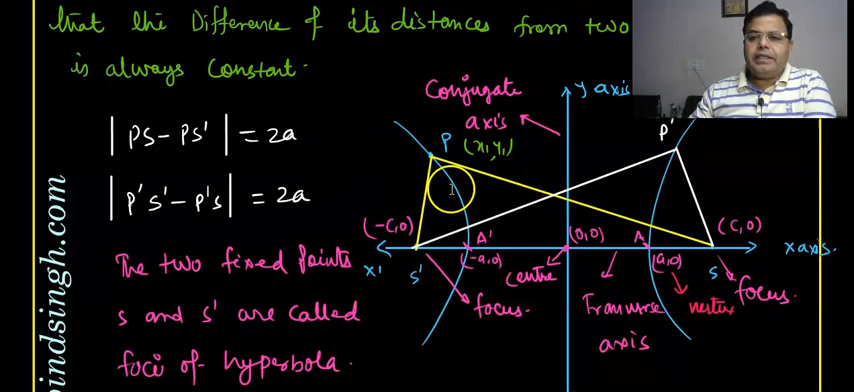 that the Difference of its distances from two
is always Constant.
|PS - PS'| = 2a
|P'S' - P'S| = 2a
The two fixed points
S and S' are called
foci of hyperbola.
Conjugate
axis
y axis
P
(x1, y1)
P'
(-c,0)
A'
(-a,0)
(0,0)
A
(a,0)
(c,0)
x axis
x'
S'
S
centre
focus.
Tranverse
axis
vertex
focus.
bindsingh.com